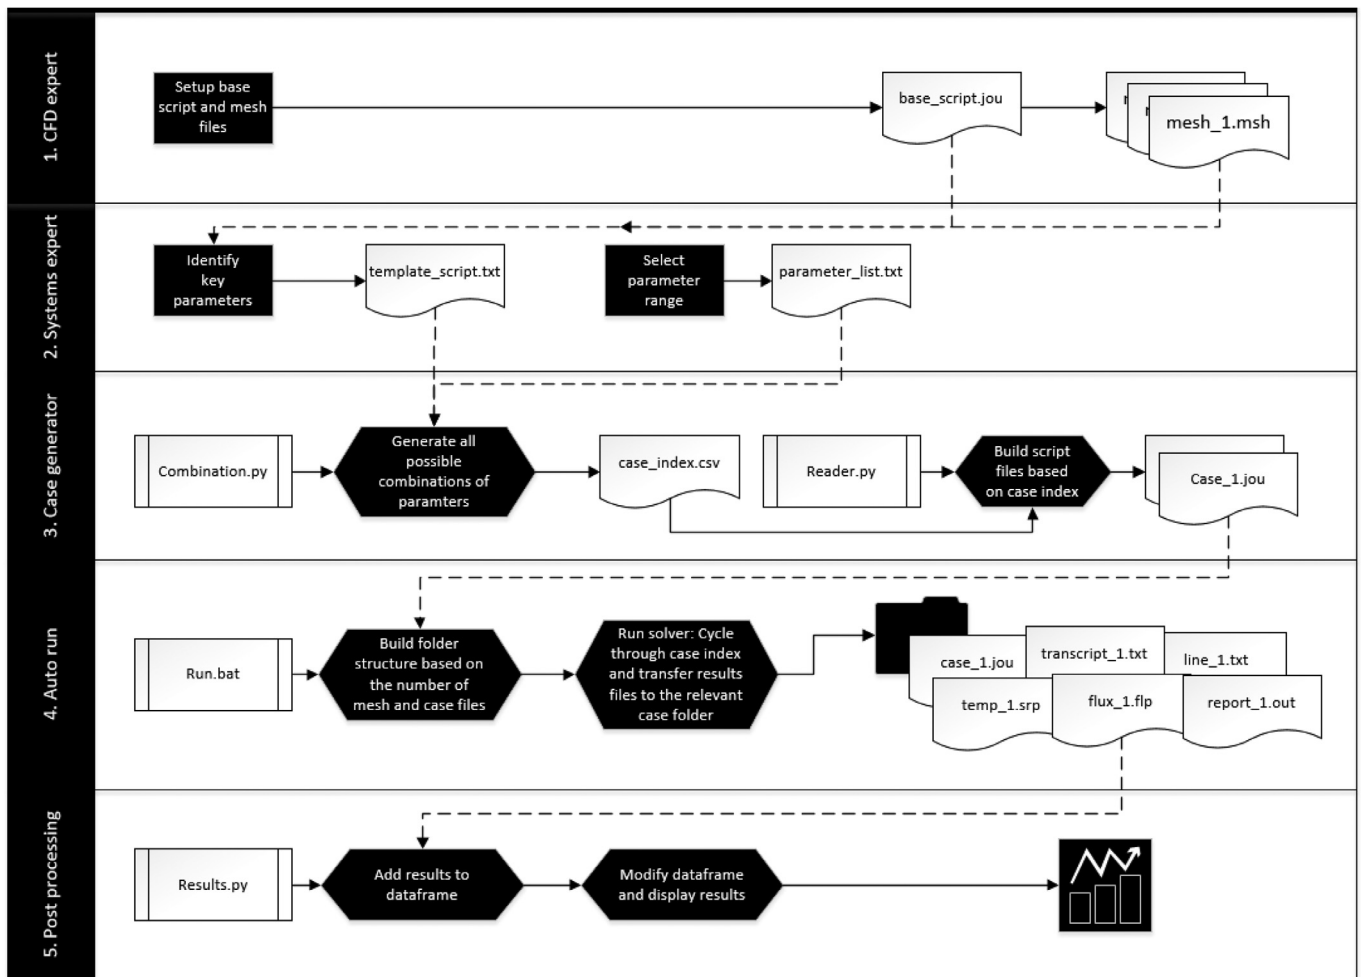 1. CFD expert
Setup base
script and mesh
files
base_script.jou
mesh_1.msh
2. Systems expert
Identify
key
parameters
template_script.txt
Select
parameter
range
parameter_list.txt
3. Case generator
Combination.py
Generate all
possible
combinations of
paramters
case_index.csv
Reader.py
Build script
files based
on case index
Case_1.jou
4. Auto run
Run.bat
Build folder
structure based on
the number of
mesh and case files
Run solver: Cycle
through case index
and transfer results
files to the relevant
case folder
case_1.jou
transcript_1.txt
line_1.txt
temp_1.srp
flux_1.flp
report_1.out
5. Post processing
Results.py
Add results to
dataframe
Modify dataframe
and display results